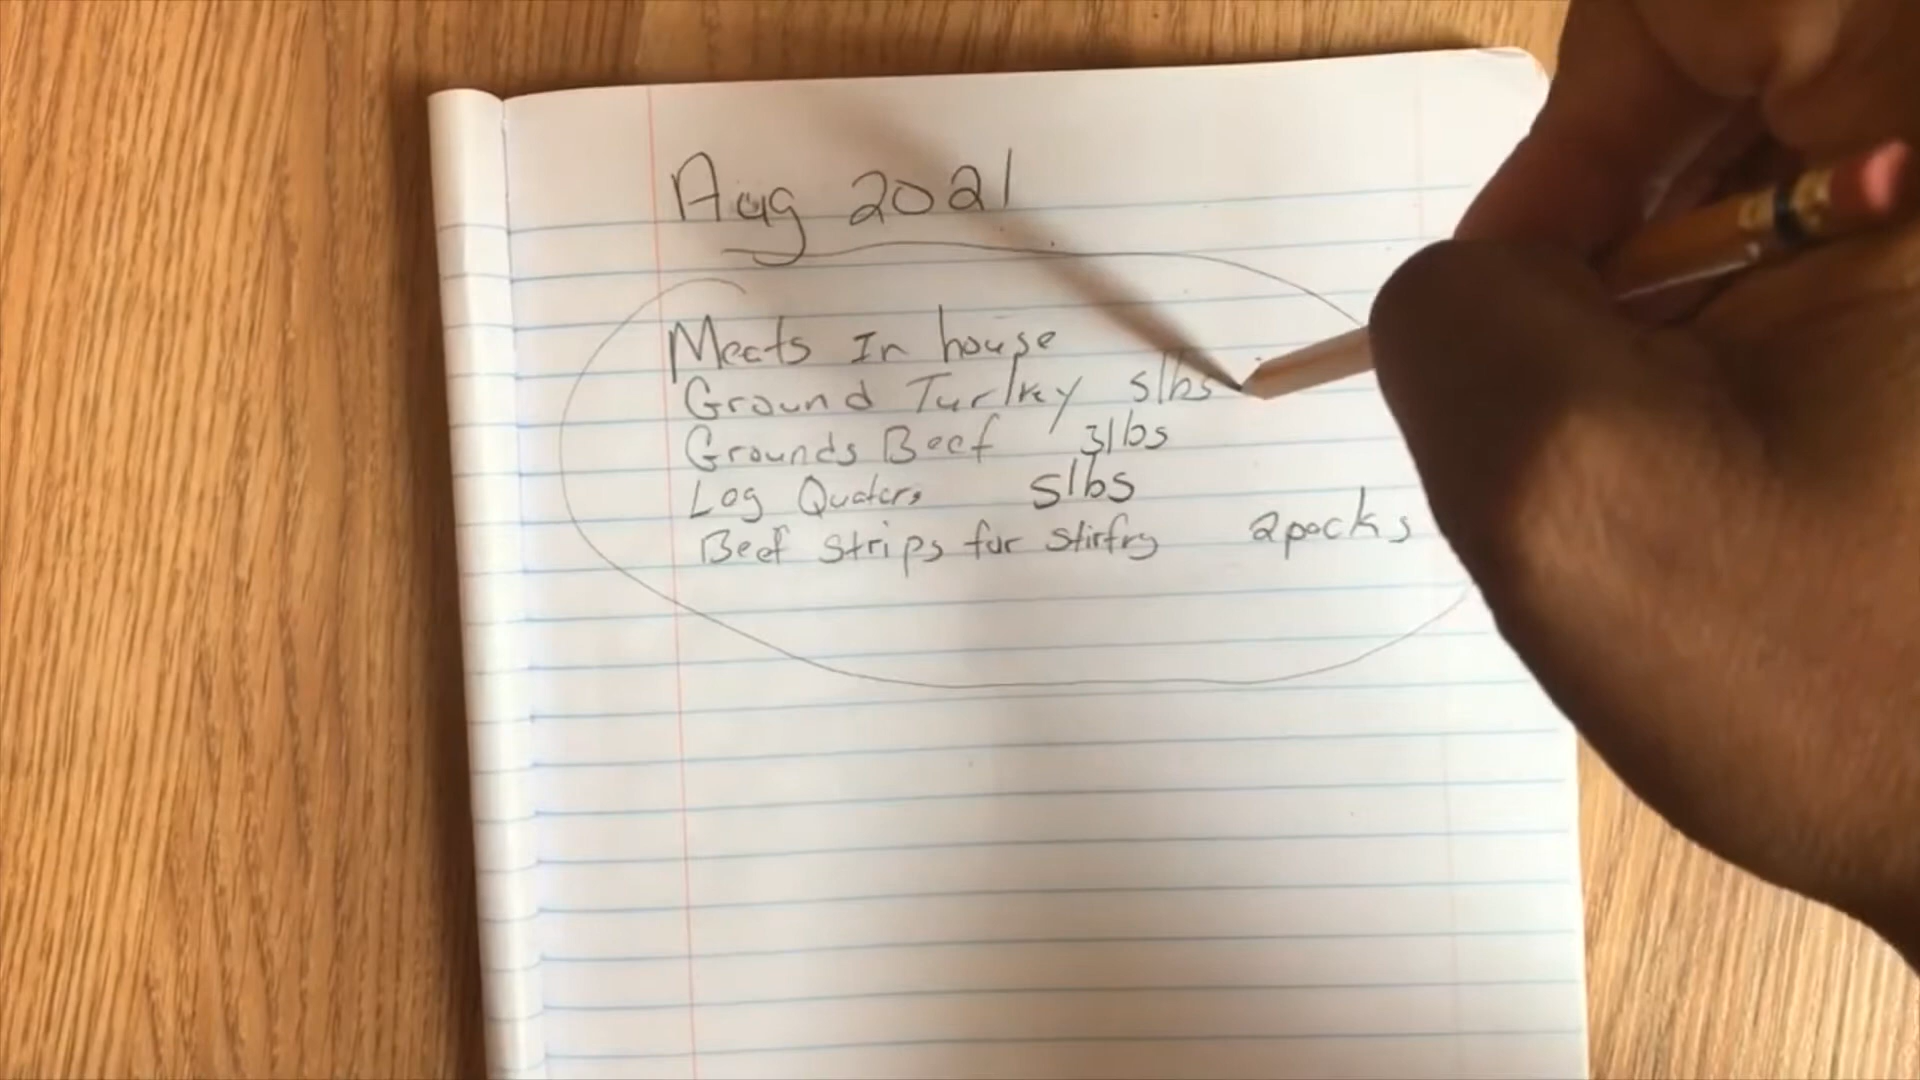 Aug 2021
Meats In house
Ground Turkey 5lbs
Grounds Beef 3lbs
Leg Quaters 5lbs
Beef Strips for stirfry 2packs